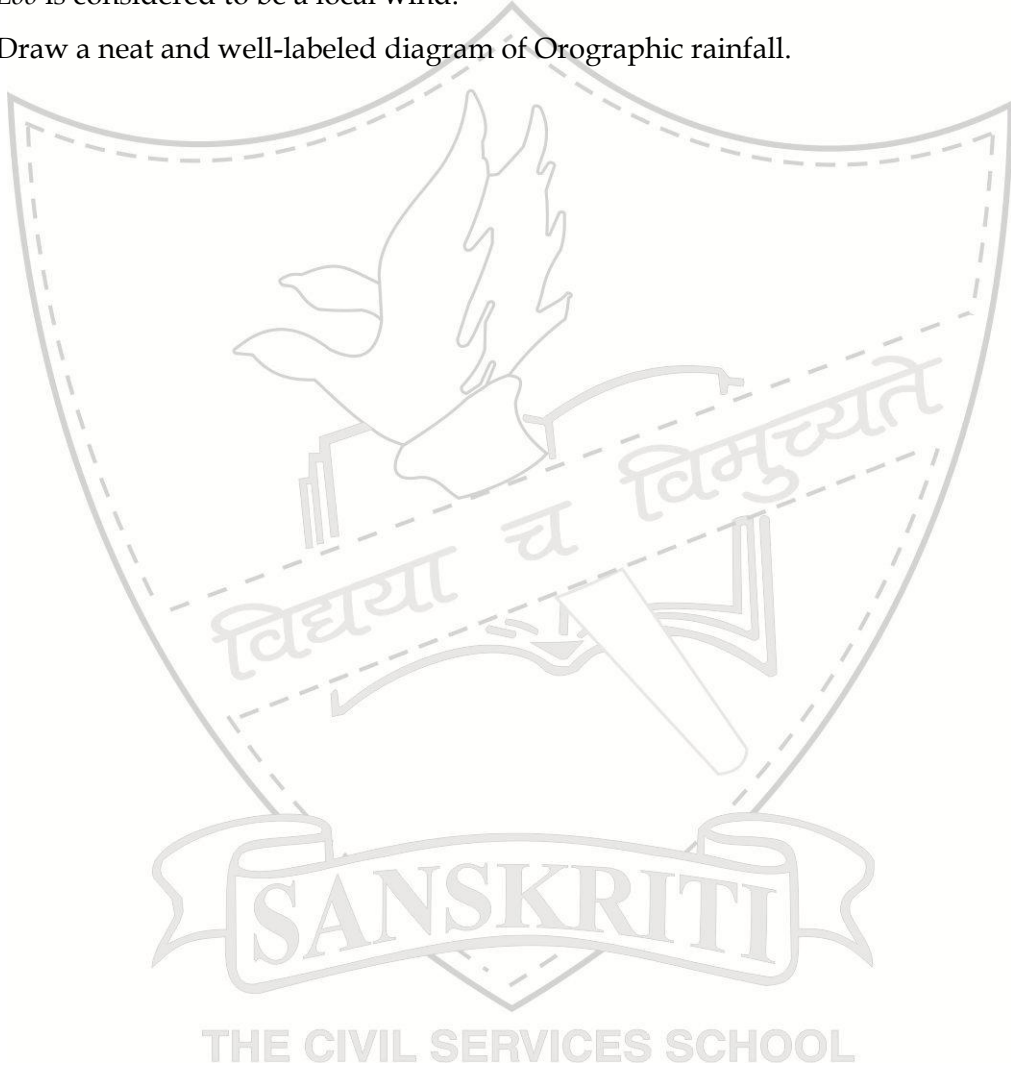 Loo is considered to be a local wind.
Draw a neat and well-labeled diagram of Orographic rainfall.
विद्यया च विमुच्यते
SANSKRITI
THE CIVIL SERVICES SCHOOL